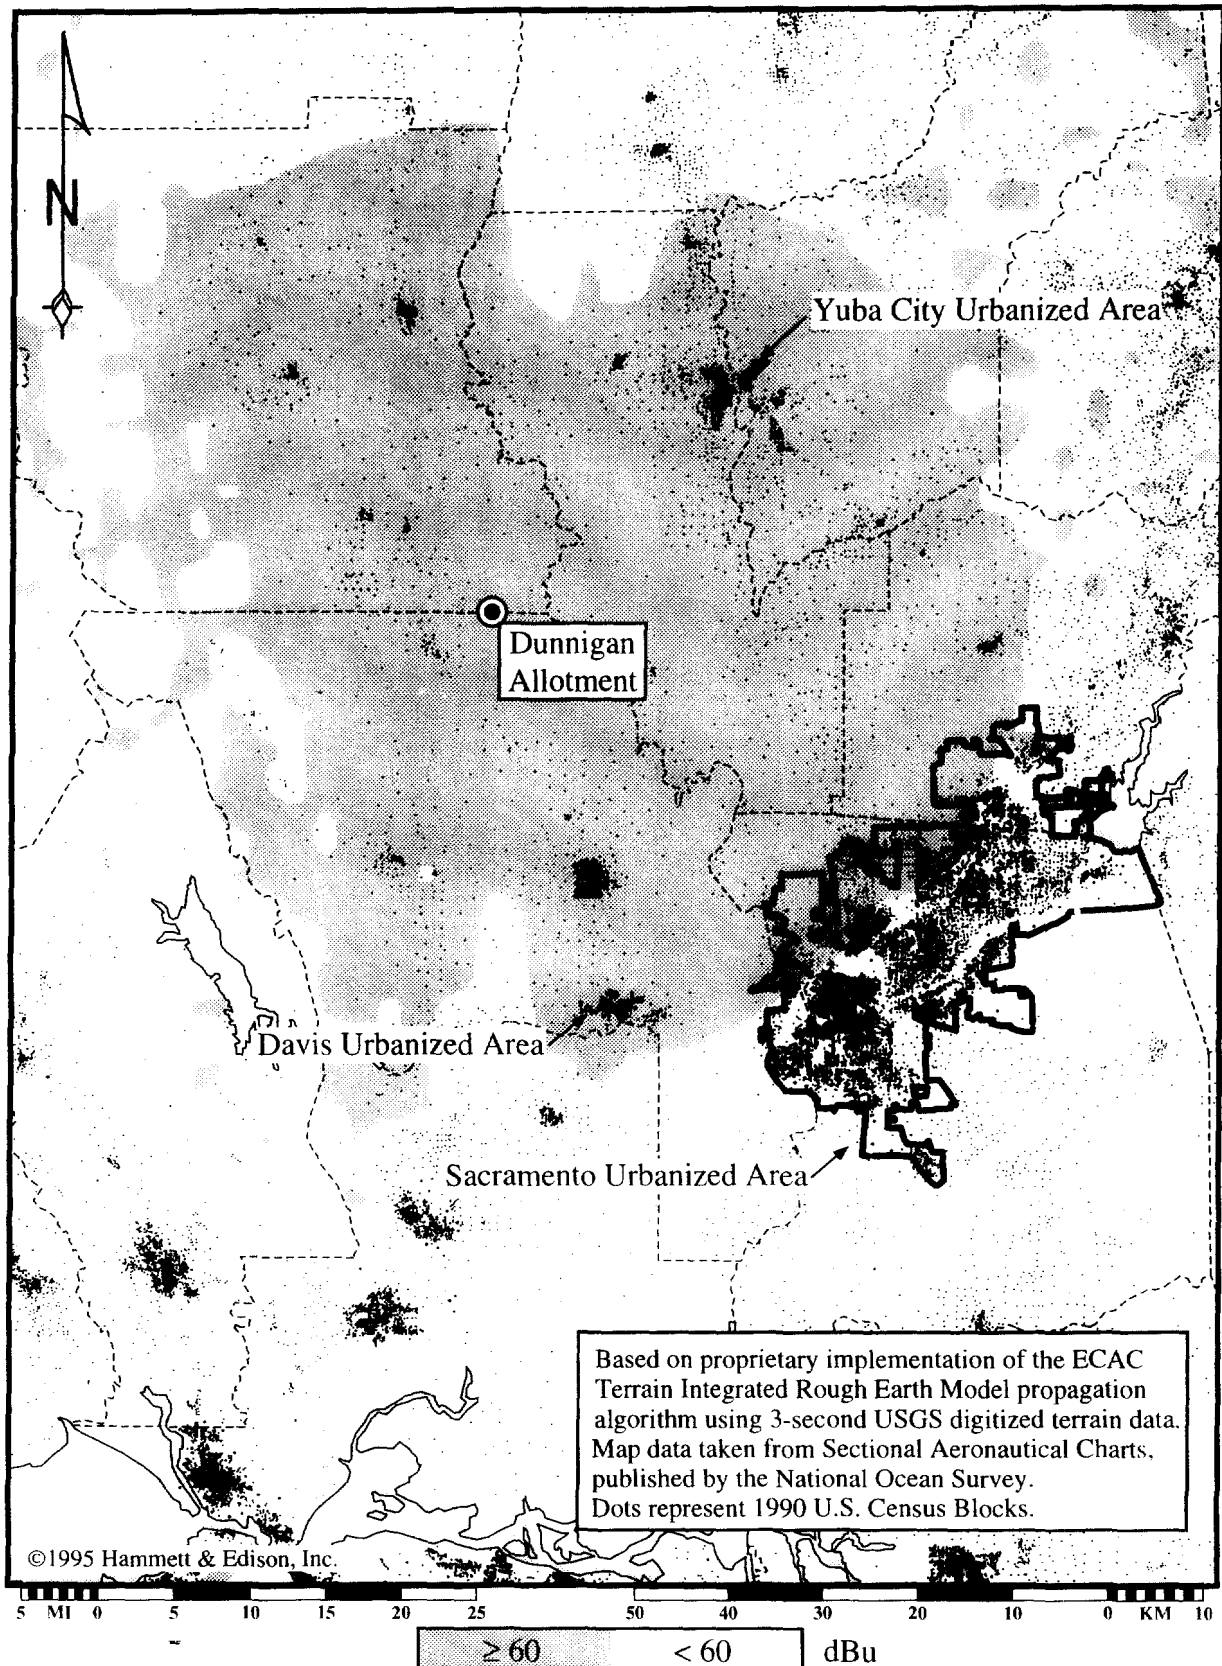 N
Yuba City Urbanized Area
Dunnigan
Allotment
Davis Urbanized Area
Sacramento Urbanized Area
Based on proprietary implementation of the ECAC
Terrain Integrated Rough Earth Model propagation
algorithm using 3-second USGS digitized terrain data.
Map data taken from Sectional Aeronautical Charts,
published by the National Ocean Survey.
Dots represent 1990 U.S. Census Blocks.
©1995 Hammett & Edison, Inc.
5 MI 0 5 10 15 20 25 50 40 30 20 10 0 KM 10
≥ 60 < 60 dBu